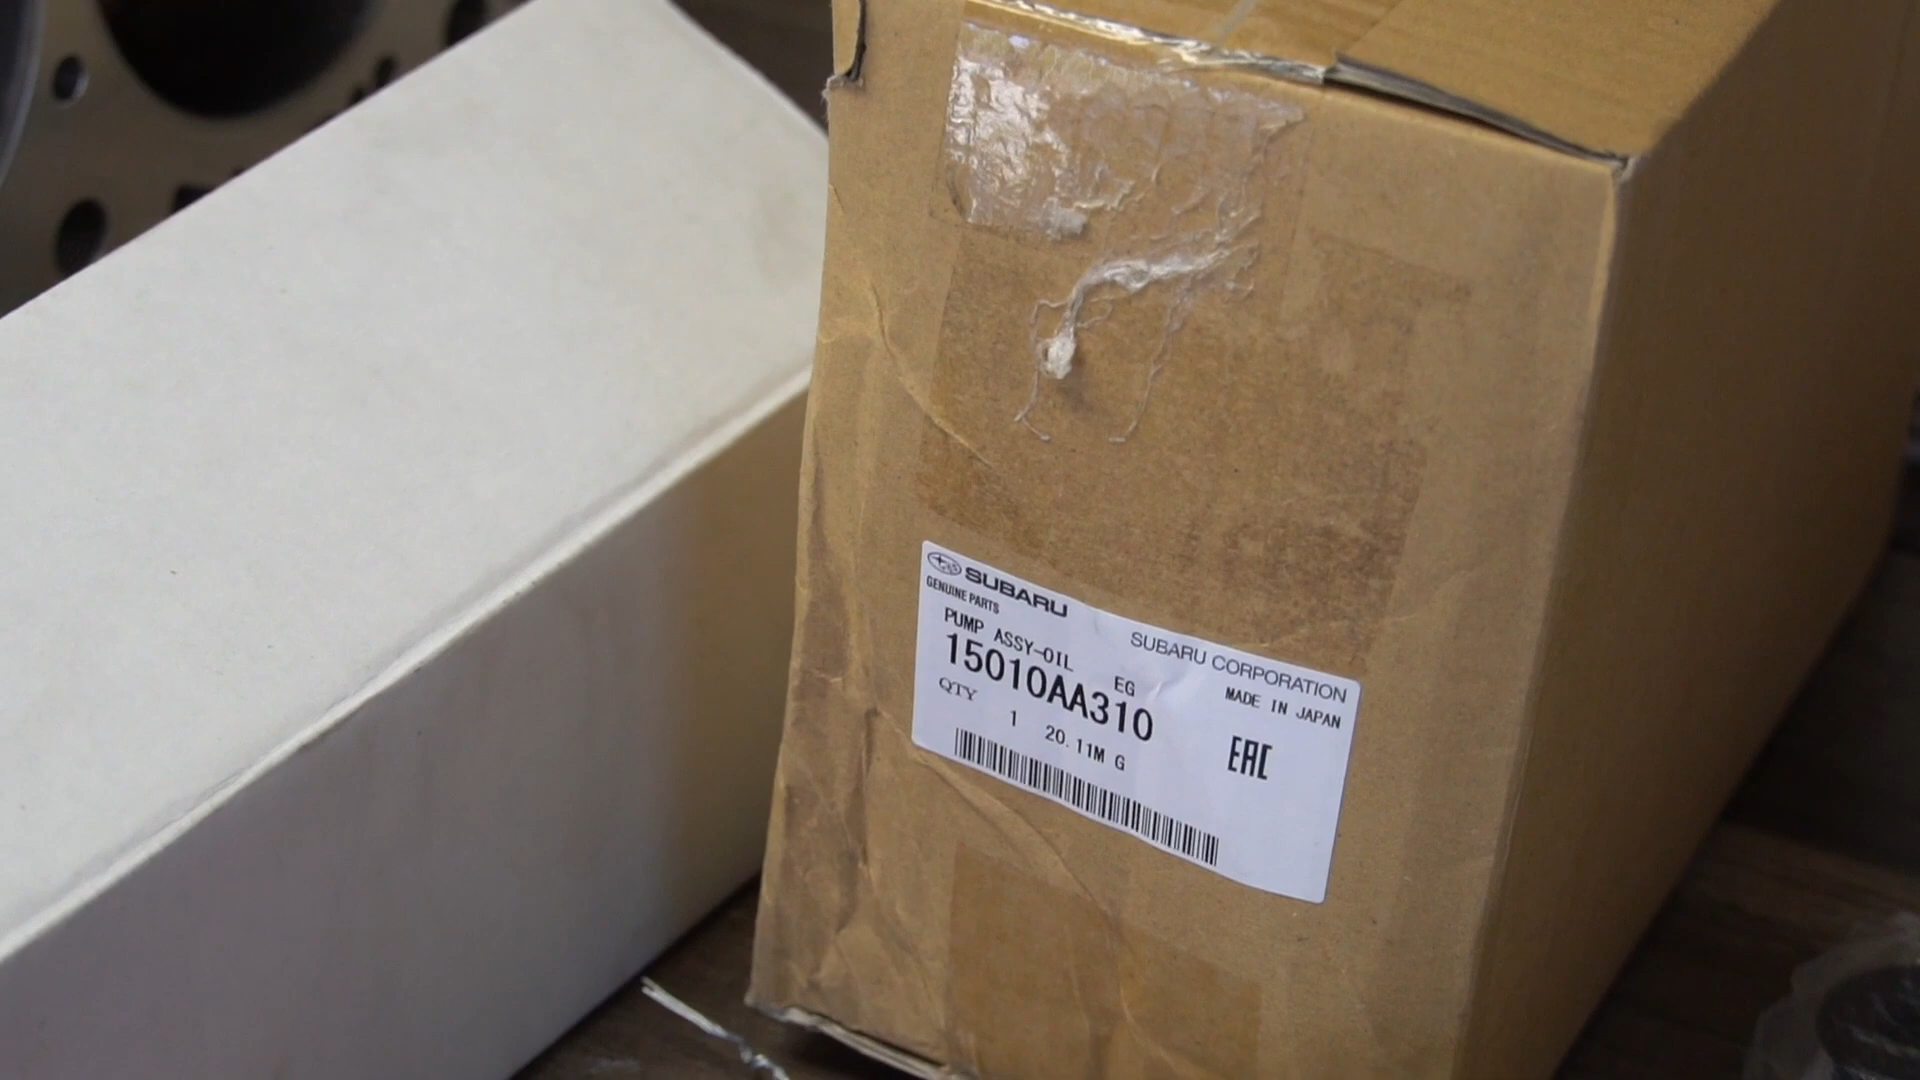 SUBARU
GENUINE PARTS
SUBARU CORPORATION
PUMP ASSY-OIL
EG
MADE IN JAPAN
15010AA310
QTY
1 20.11M G
EAC